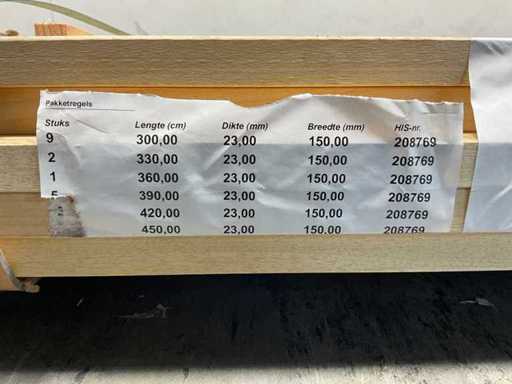 Pakketregels
Stuks Lengte (cm) Dikte (mm) Breedte (mm) HIS-nr.
9 300,00 23,00 150,00 208769
2 330,00 23,00 150,00 208769
1 360,00 23,00 150,00 208769
5 390,00 23,00 150,00 208769
420,00 23,00 150,00 208769
450,00 23,00 150,00 208769